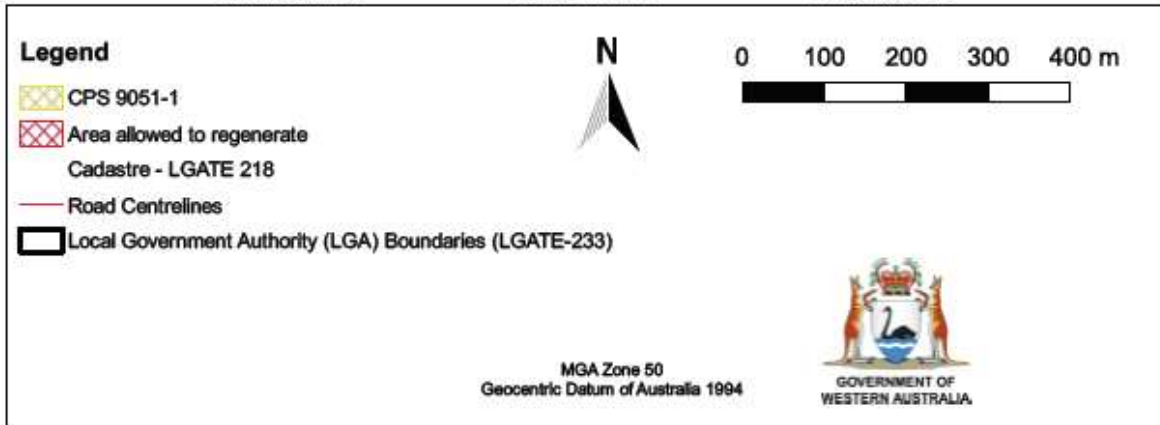 Legend
CPS 9051-1
Area allowed to regenerate
Cadastre - LGATE 218
Road Centrelines
Local Government Authority (LGA) Boundaries (LGATE-233)
N
0 100 200 300 400 m
MGA Zone 50
Geocentric Datum of Australia 1994
GOVERNMENT OF
WESTERN AUSTRALIA